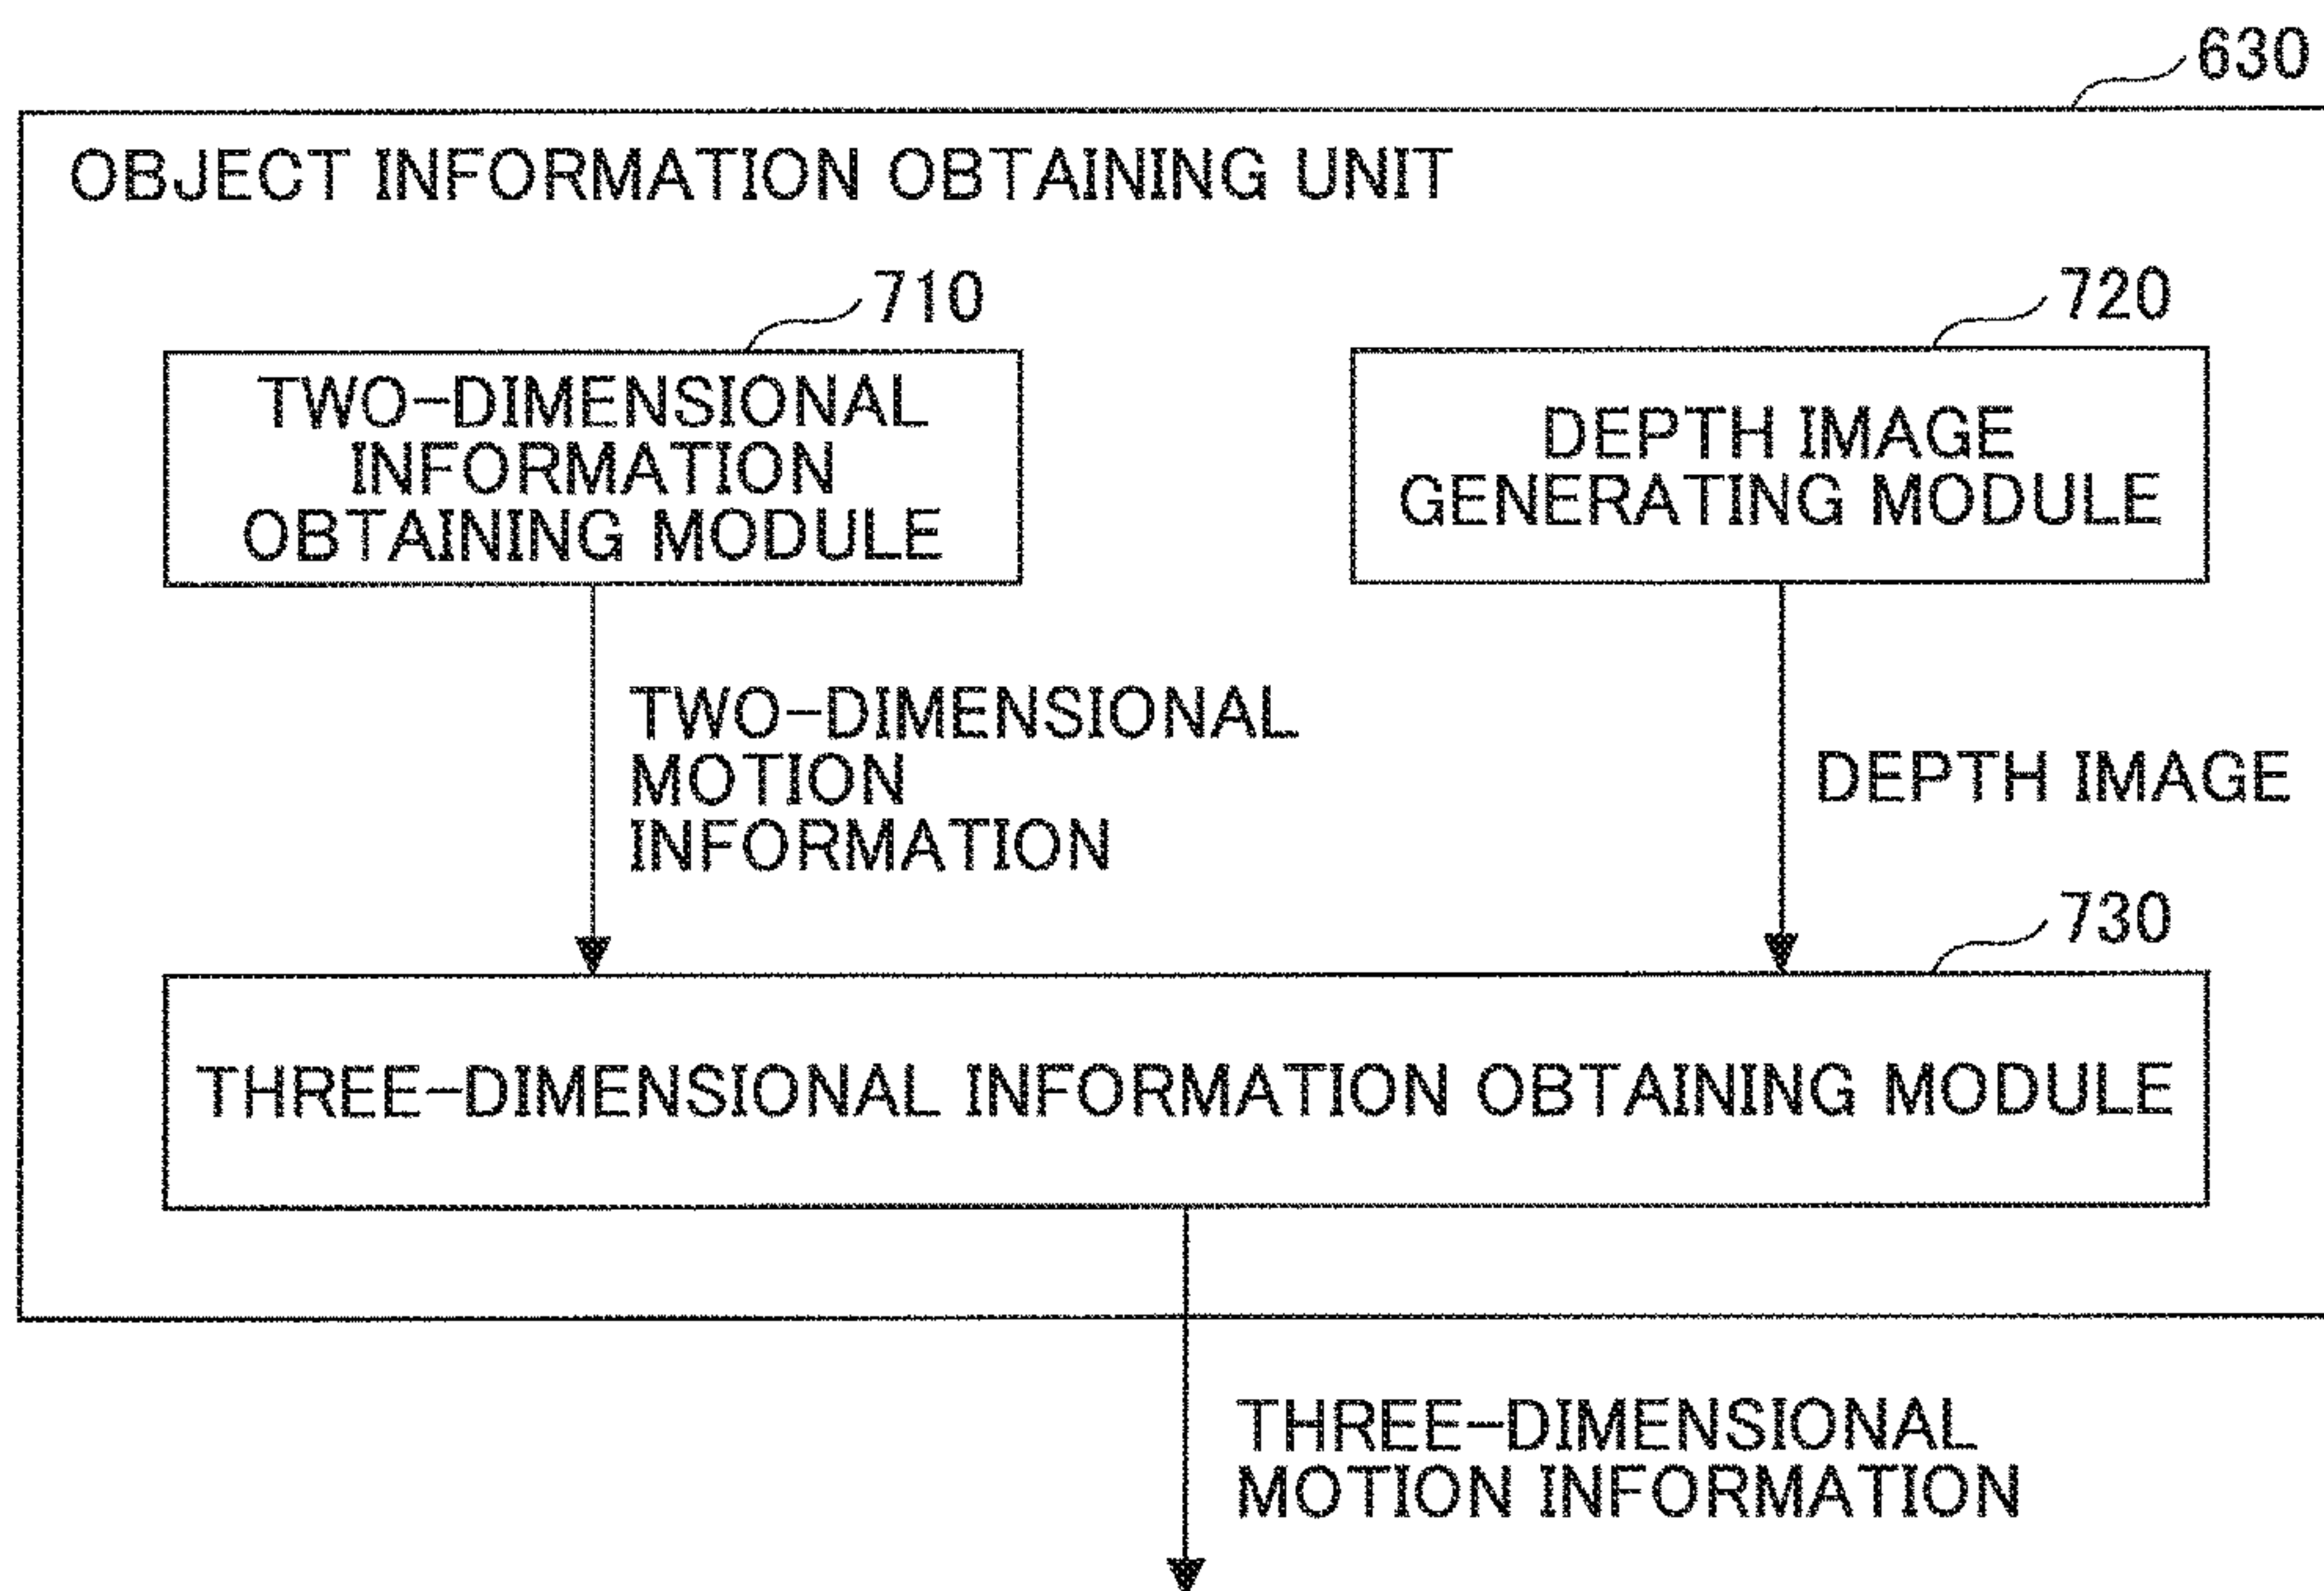 630
OBJECT INFORMATION OBTAINING UNIT
710
720
TWO-DIMENSIONAL
INFORMATION
OBTAINING MODULE
DEPTH IMAGE
GENERATING MODULE
TWO-DIMENSIONAL
MOTION
INFORMATION
DEPTH IMAGE
730
THREE-DIMENSIONAL INFORMATION OBTAINING MODULE
THREE-DIMENSIONAL
MOTION INFORMATION